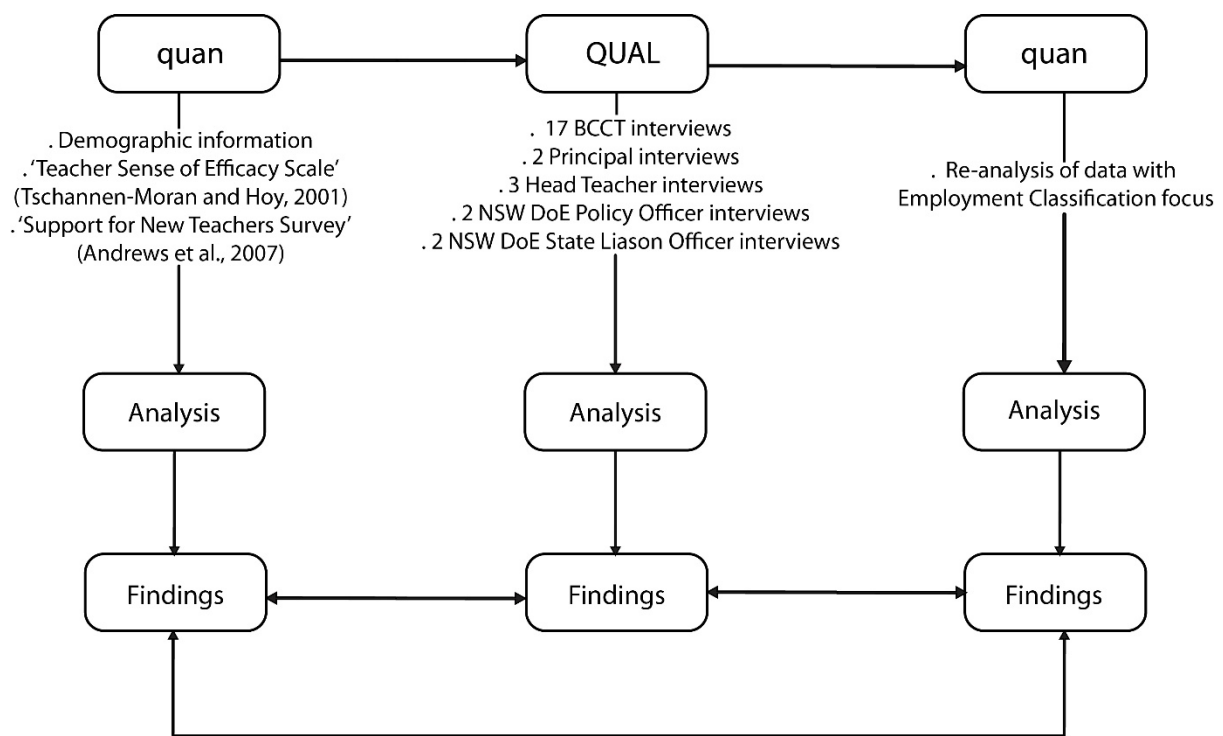 quan
QUAL
quan
. Demographic information
.‘Teacher Sense of Efficacy Scale’
(Tschannen-Moran and Hoy, 2001)
.‘Support for New Teachers Survey’
(Andrews et al., 2007)
. 17 BCCT interviews
. 2 Principal interviews
. 3 Head Teacher interviews
. 2 NSW DoE Policy Officer interviews
. 2 NSW DoE State Liason Officer interviews
. Re-analysis of data with
Employment Classification focus
Analysis
Analysis
Analysis
Findings
Findings
Findings